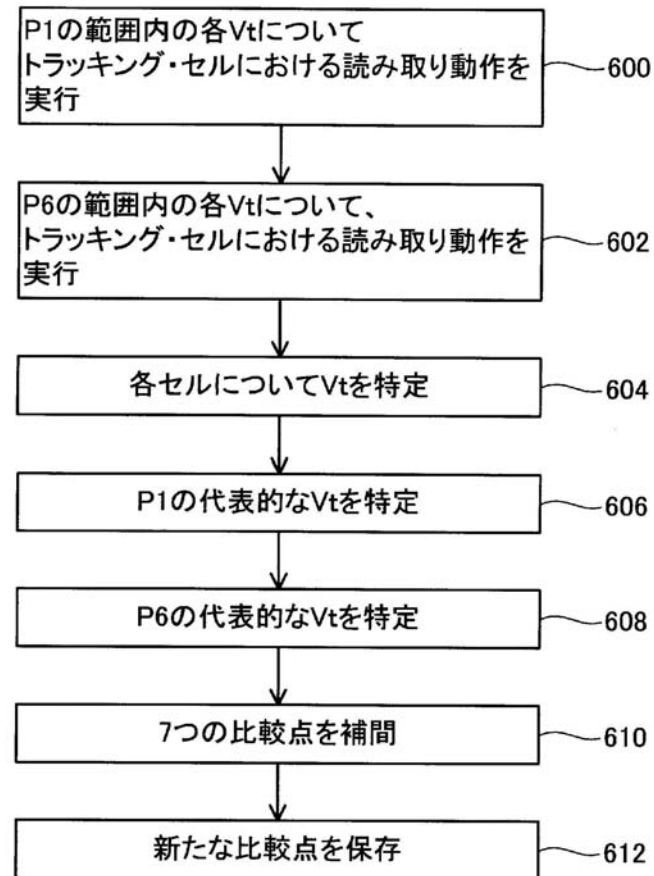 P1の範囲内の各Vtについて
トラッキング・セルにおける読み取り動作を
実行
600
P6の範囲内の各Vtについて、
トラッキング・セルにおける読み取り動作を
実行
602
各セルについてVtを特定
604
P1の代表的なVtを特定
606
P6の代表的なVtを特定
608
7つの比較点を補間
610
新たな比較点を保存
612